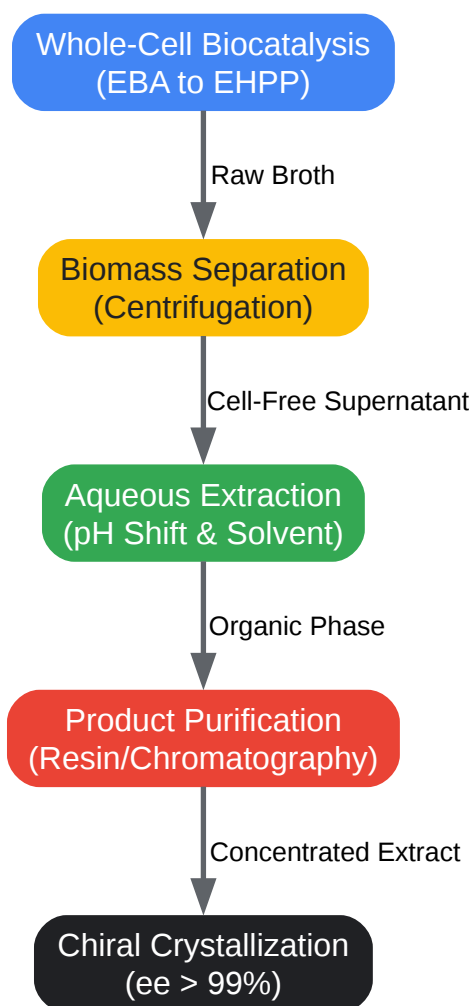 Whole-Cell Biocatalysis
(EBA to EHPP)
Raw Broth
Biomass Separation
(Centrifugation)
Cell-Free Supernatant
Aqueous Extraction
(pH Shift & Solvent)
Organic Phase
Product Purification
(Resin/Chromatography)
Concentrated Extract
Chiral Crystallization
(ee > 99%)